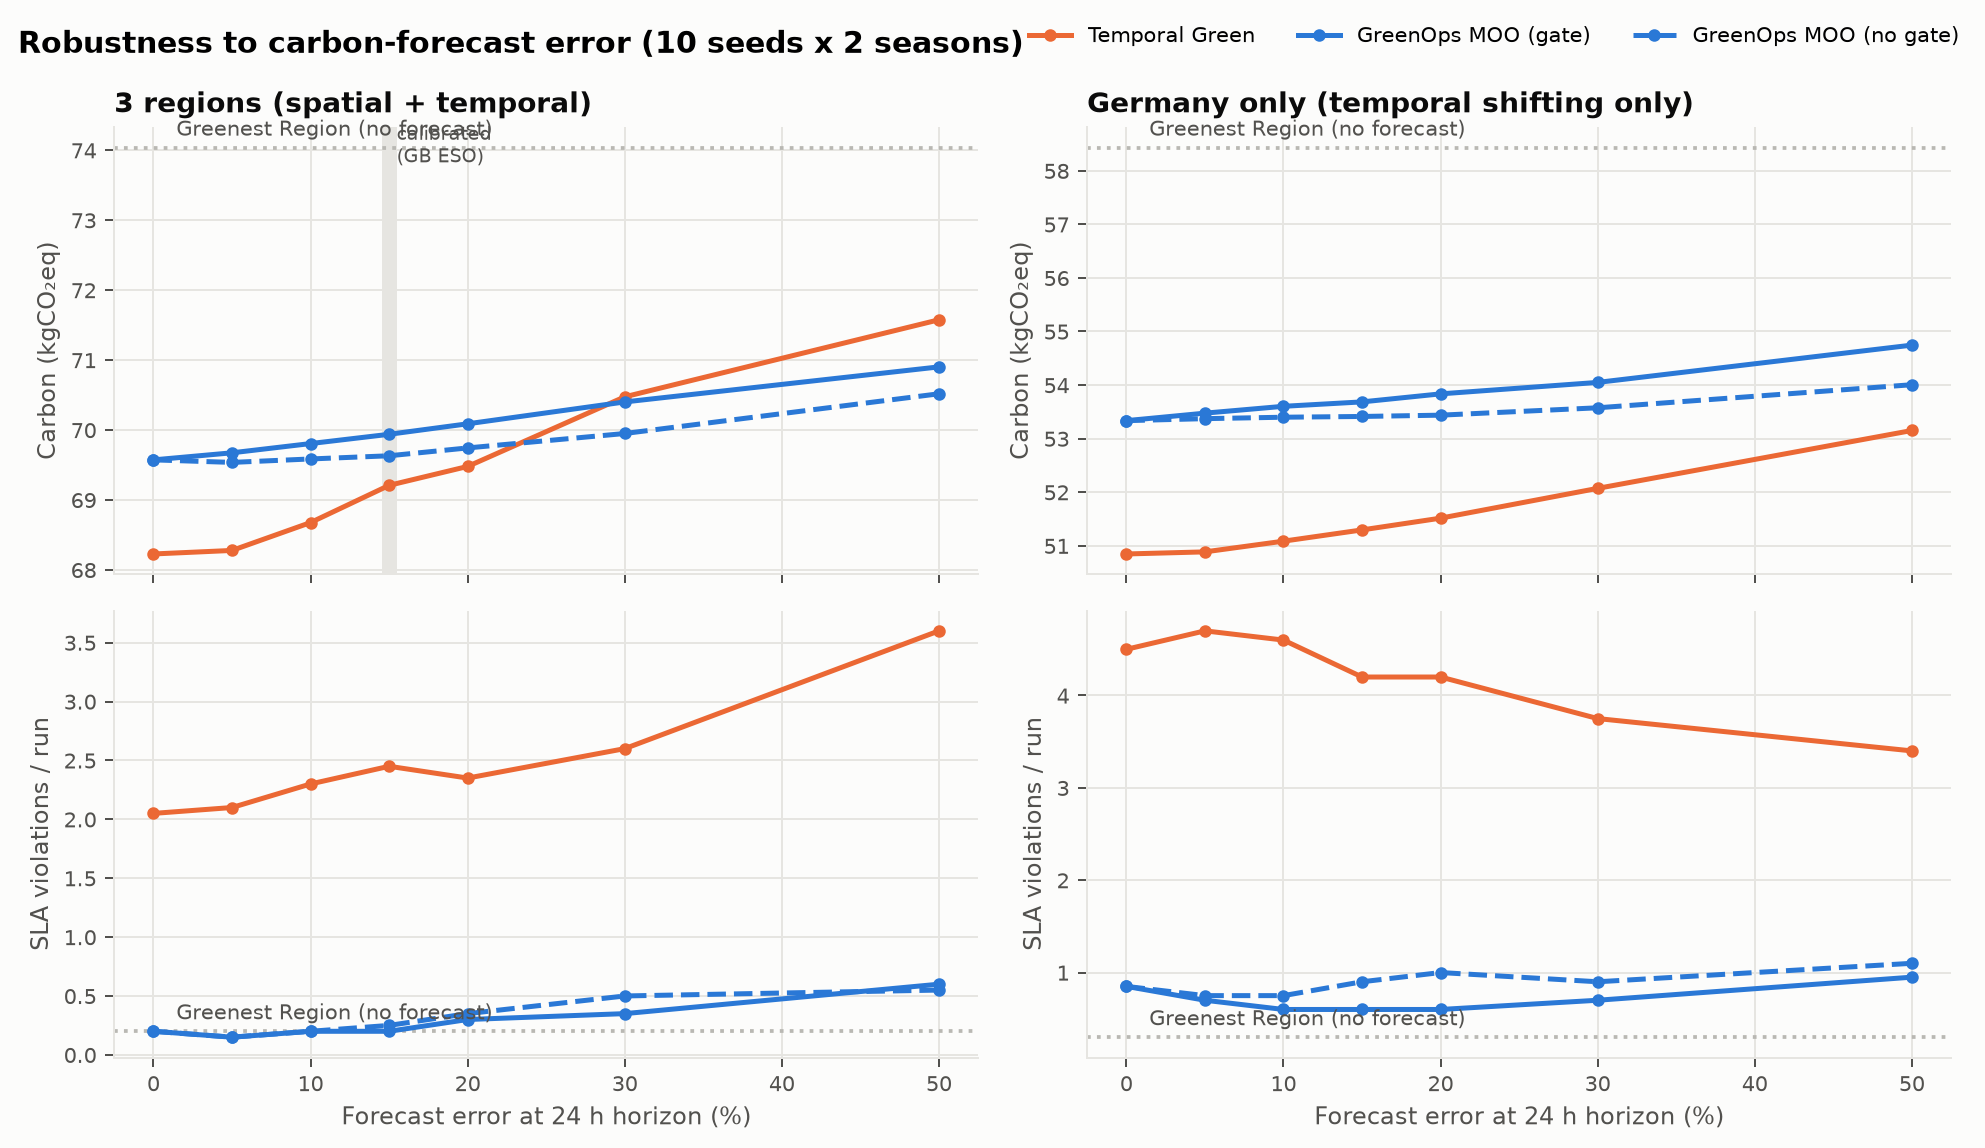 Robustness to carbon-forecast error (10 seeds x 2 seasons)
Temporal Green
GreenOps MOO (gate)
GreenOps MOO (no gate)
3 regions (spatial + temporal)
Greenest Region (no forecast)
calibrated
(GB ESO)
Carbon (kgCO₂eq)
74
73
72
71
70
69
68
Germany only (temporal shifting only)
Greenest Region (no forecast)
Carbon (kgCO₂eq)
58
57
56
55
54
53
52
51
SLA violations / run
3.5
3.0
2.5
2.0
1.5
1.0
0.5
0.0
Greenest Region (no forecast)
0 10 20 30 40 50
Forecast error at 24 h horizon (%)
SLA violations / run
4
3
2
1
Greenest Region (no forecast)
0 10 20 30 40 50
Forecast error at 24 h horizon (%)